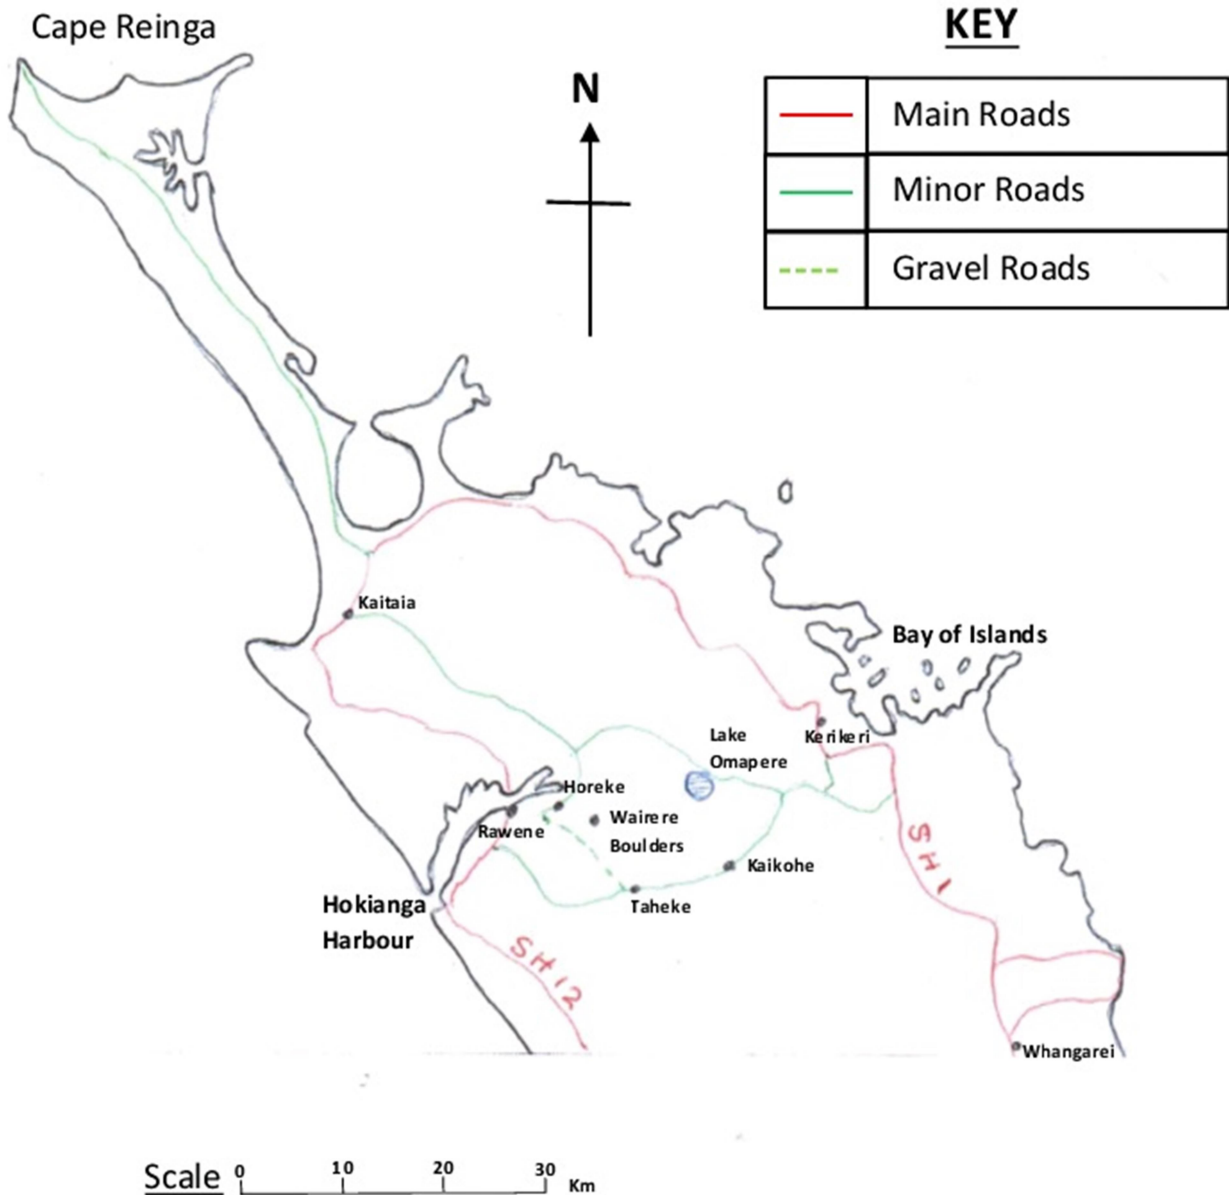 Cape Reinga
KEY
N
Main Roads
Minor Roads
Gravel Roads
Kaitaia
Bay of Islands
Kerikeri
Lake
Omapere
Horeke
Wairere
Boulders
Rawene
Kaikohe
Taheke
Hokianga
Harbour
SH1
SH12
Whangarei
Scale 0 10 20 30 Km